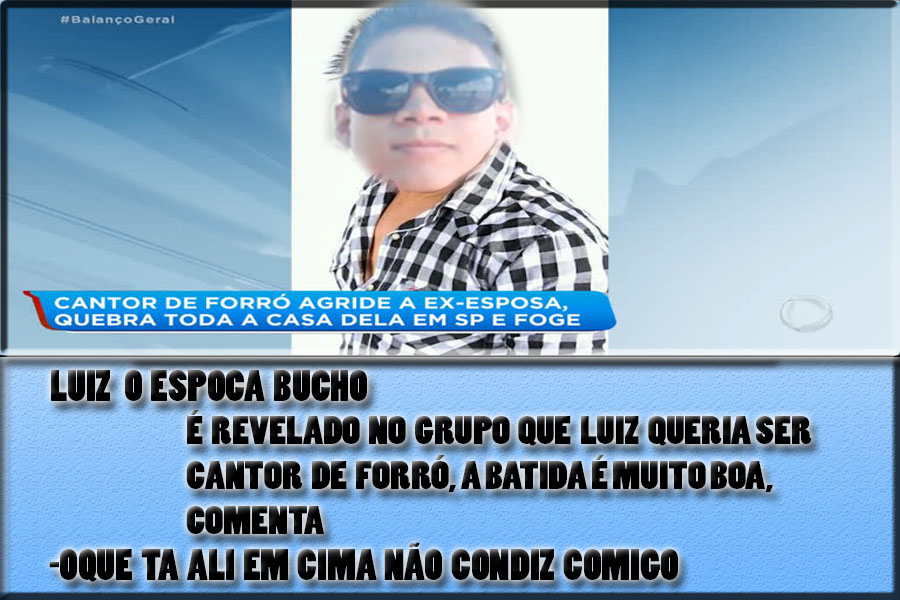 #BalançoGeral
CANTOR DE FORRÓ AGRIDE A EX-ESPOSA,
QUEBRA TODA A CASA DELA EM SP E FOGE
LUIZ O ESPOCA BUCHO
É REVELADO NO GRUPO QUE LUIZ QUERIA SER
CANTOR DE FORRÓ, A BATIDA É MUITO BOA,
COMENTA
-OQUE TA ALI EM CIMA NÃO CONDIZ COMIGO